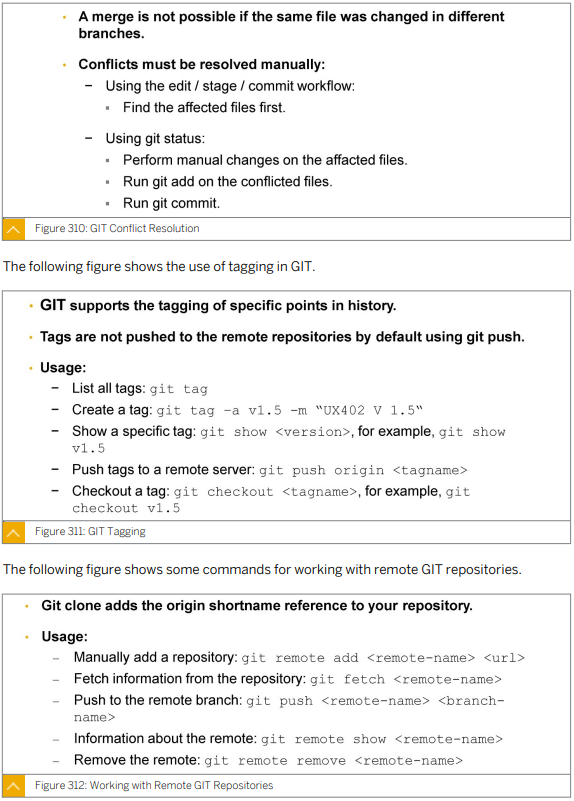 • A merge is not possible if the same file was changed in different
branches.
• Conflicts must be resolved manually:
– Using the edit / stage / commit workflow:
▪ Find the affected files first.
– Using git status:
▪ Perform manual changes on the affacted files.
▪ Run git add on the conflicted files.
▪ Run git commit.
Figure 310: GIT Conflict Resolution
The following figure shows the use of tagging in GIT.
• GIT supports the tagging of specific points in history.
• Tags are not pushed to the remote repositories by default using git push.
• Usage:
– List all tags: git tag
– Create a tag: git tag –a v1.5 –m “UX402 V 1.5“
– Show a specific tag: git show <version>, for example, git show
v1.5
– Push tags to a remote server: git push origin <tagname>
– Checkout a tag: git checkout <tagname>, for example, git
checkout v1.5
Figure 311: GIT Tagging
The following figure shows some commands for working with remote GIT repositories.
• Git clone adds the origin shortname reference to your repository.
• Usage:
– Manually add a repository: git remote add <remote-name> <url>
– Fetch information from the repository: git fetch <remote-name>
– Push to the remote branch: git push <remote-name> <branch-
name>
– Information about the remote: git remote show <remote-name>
– Remove the remote: git remote remove <remote-name>
Figure 312: Working with Remote GIT Repositories